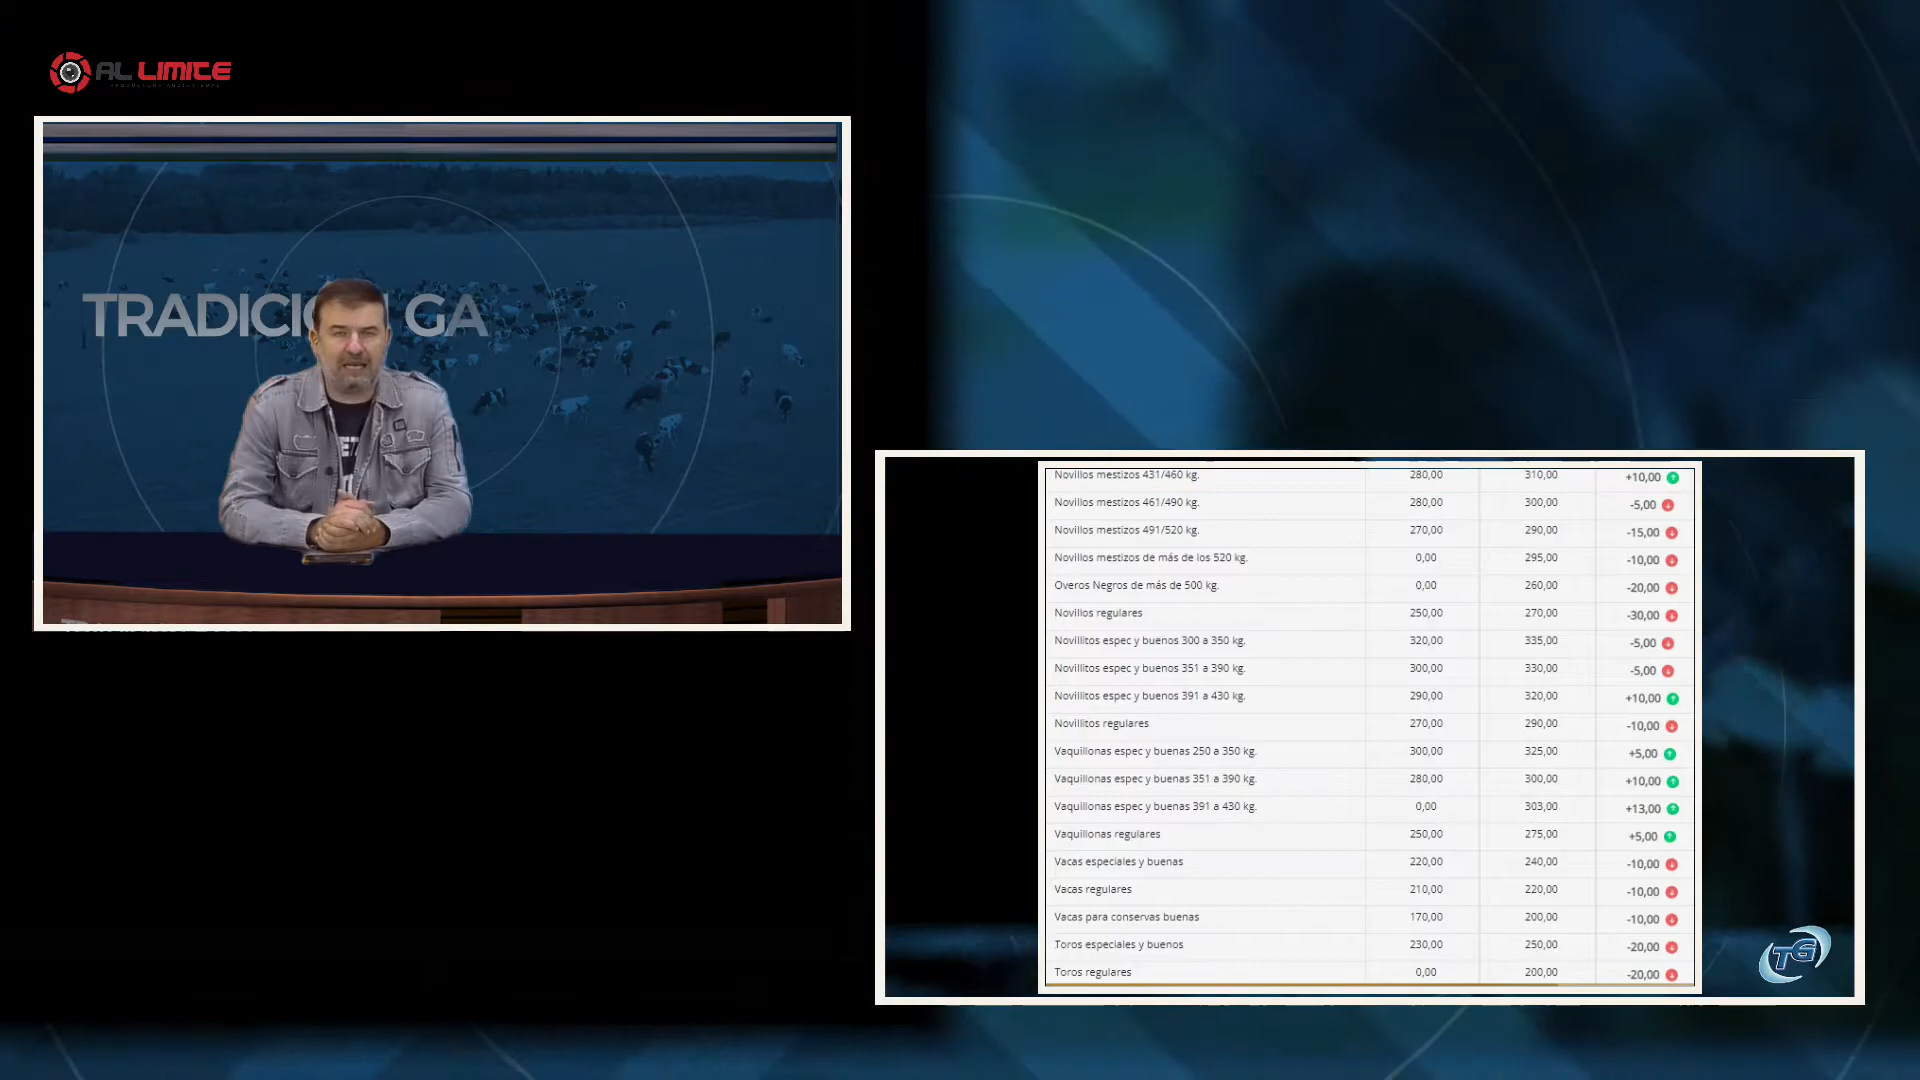 AL LIMITE
TRADICI GA
Novillos mestizos 431/460 kg. 280,00 310,00 +10,00
Novillos mestizos 461/490 kg. 280,00 300,00 -5,00
Novillos mestizos 491/520 kg. 270,00 290,00 -15,00
Novillos mestizos de más de los 520 kg. 0,00 295,00 -10,00
Overos Negros de más de 500 kg. 0,00 260,00 -20,00
Novillos regulares 250,00 270,00 -30,00
Novillitos espec y buenos 300 a 350 kg. 320,00 335,00 -5,00
Novillitos espec y buenos 351 a 390 kg. 300,00 330,00 -5,00
Novillitos espec y buenos 391 a 430 kg. 290,00 320,00 +10,00
Novillitos regulares 270,00 290,00 -10,00
Vaquillonas espec y buenas 250 a 350 kg. 300,00 325,00 +5,00
Vaquillonas espec y buenas 351 a 390 kg. 280,00 300,00 +10,00
Vaquillonas espec y buenas 391 a 430 kg. 0,00 303,00 +13,00
Vaquillonas regulares 250,00 275,00 +5,00
Vacas especiales y buenas 220,00 240,00 -10,00
Vacas regulares 210,00 220,00 -10,00
Vacas para conservas buenas 170,00 200,00 -10,00
Toros especiales y buenos 230,00 250,00 -20,00
Toros regulares 0,00 200,00 -20,00
TG